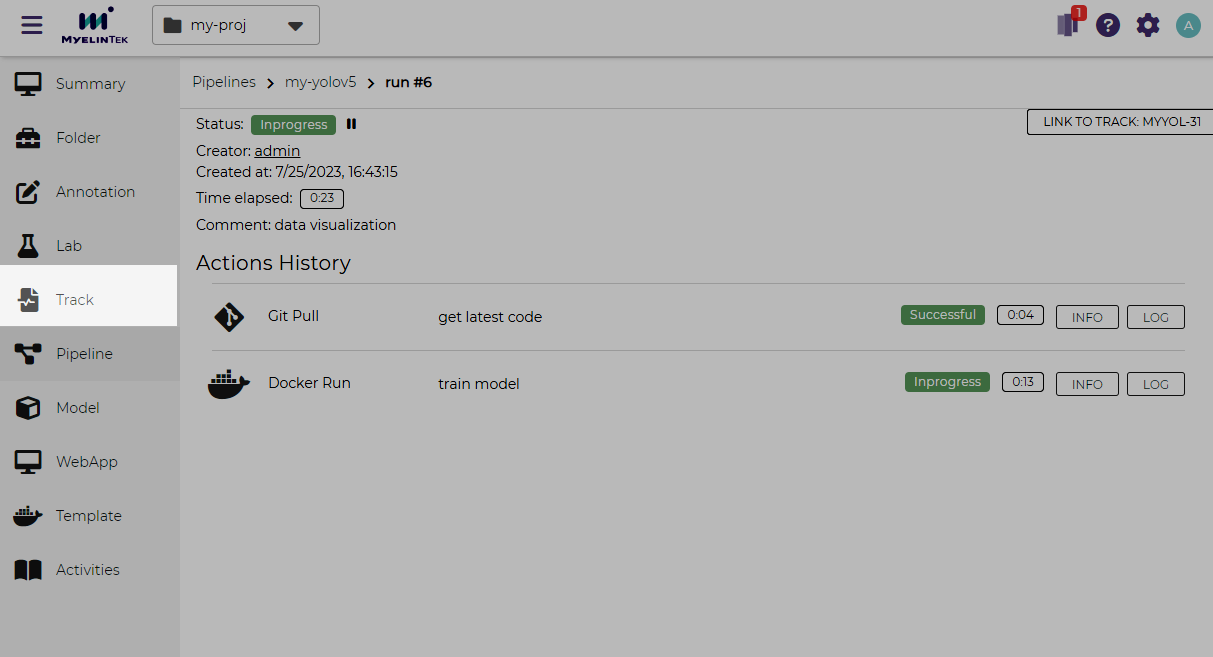 MYELINTEK
my-proj
1
?
A
Summary
Folder
Annotation
Lab
Track
Pipeline
Model
WebApp
Template
Activities
Pipelines > my-yolov5 > run #6
Status: Inprogress
LINK TO TRACK: MYYOL-31
Creator: admin
Created at: 7/25/2023, 16:43:15
Time elapsed: 0:23
Comment: data visualization
Actions History
Git Pull get latest code Successful 0:04 INFO LOG
Docker Run train model Inprogress 0:13 INFO LOG